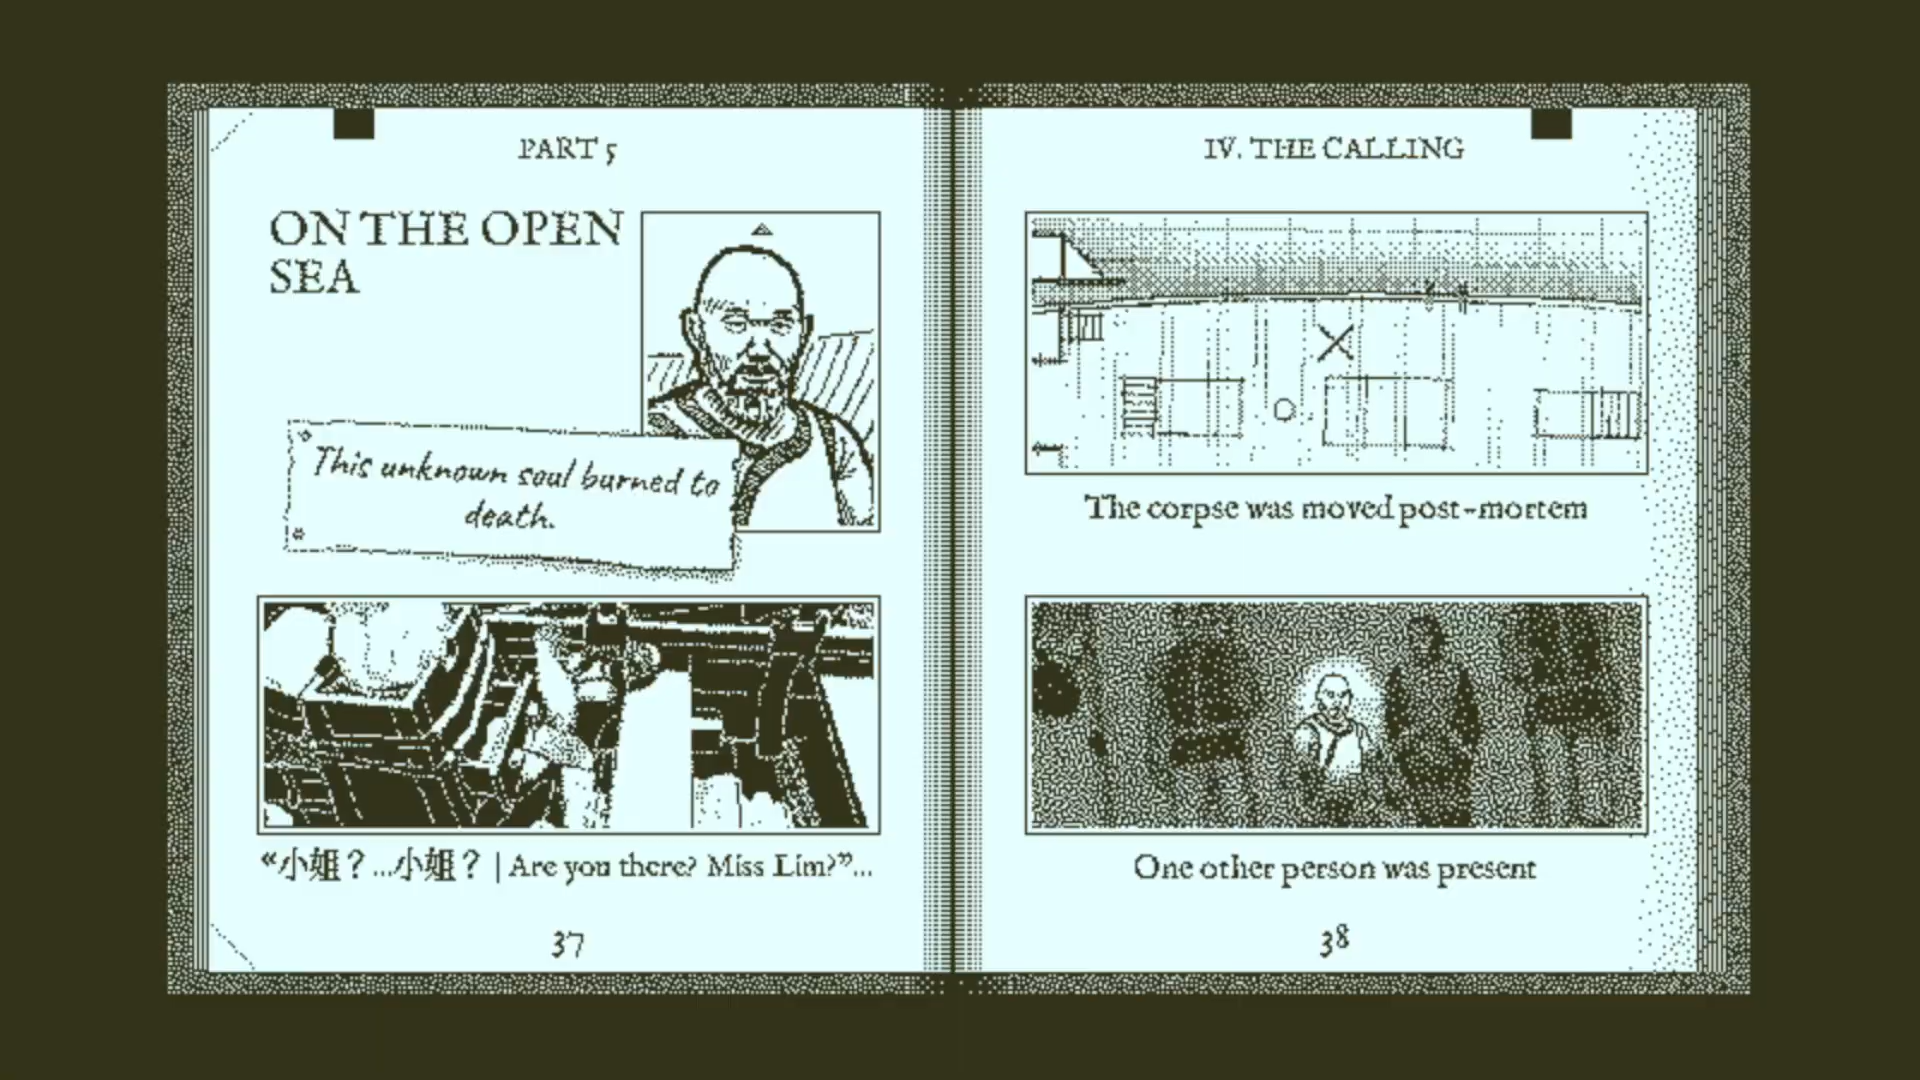 PART 5
ON THE OPEN
SEA
This unknown soul burned to
death.
“小姐？...小姐？ | Are you there? Miss Lim?”...
37
IV. THE CALLING
The corpse was moved post-mortem
One other person was present
38